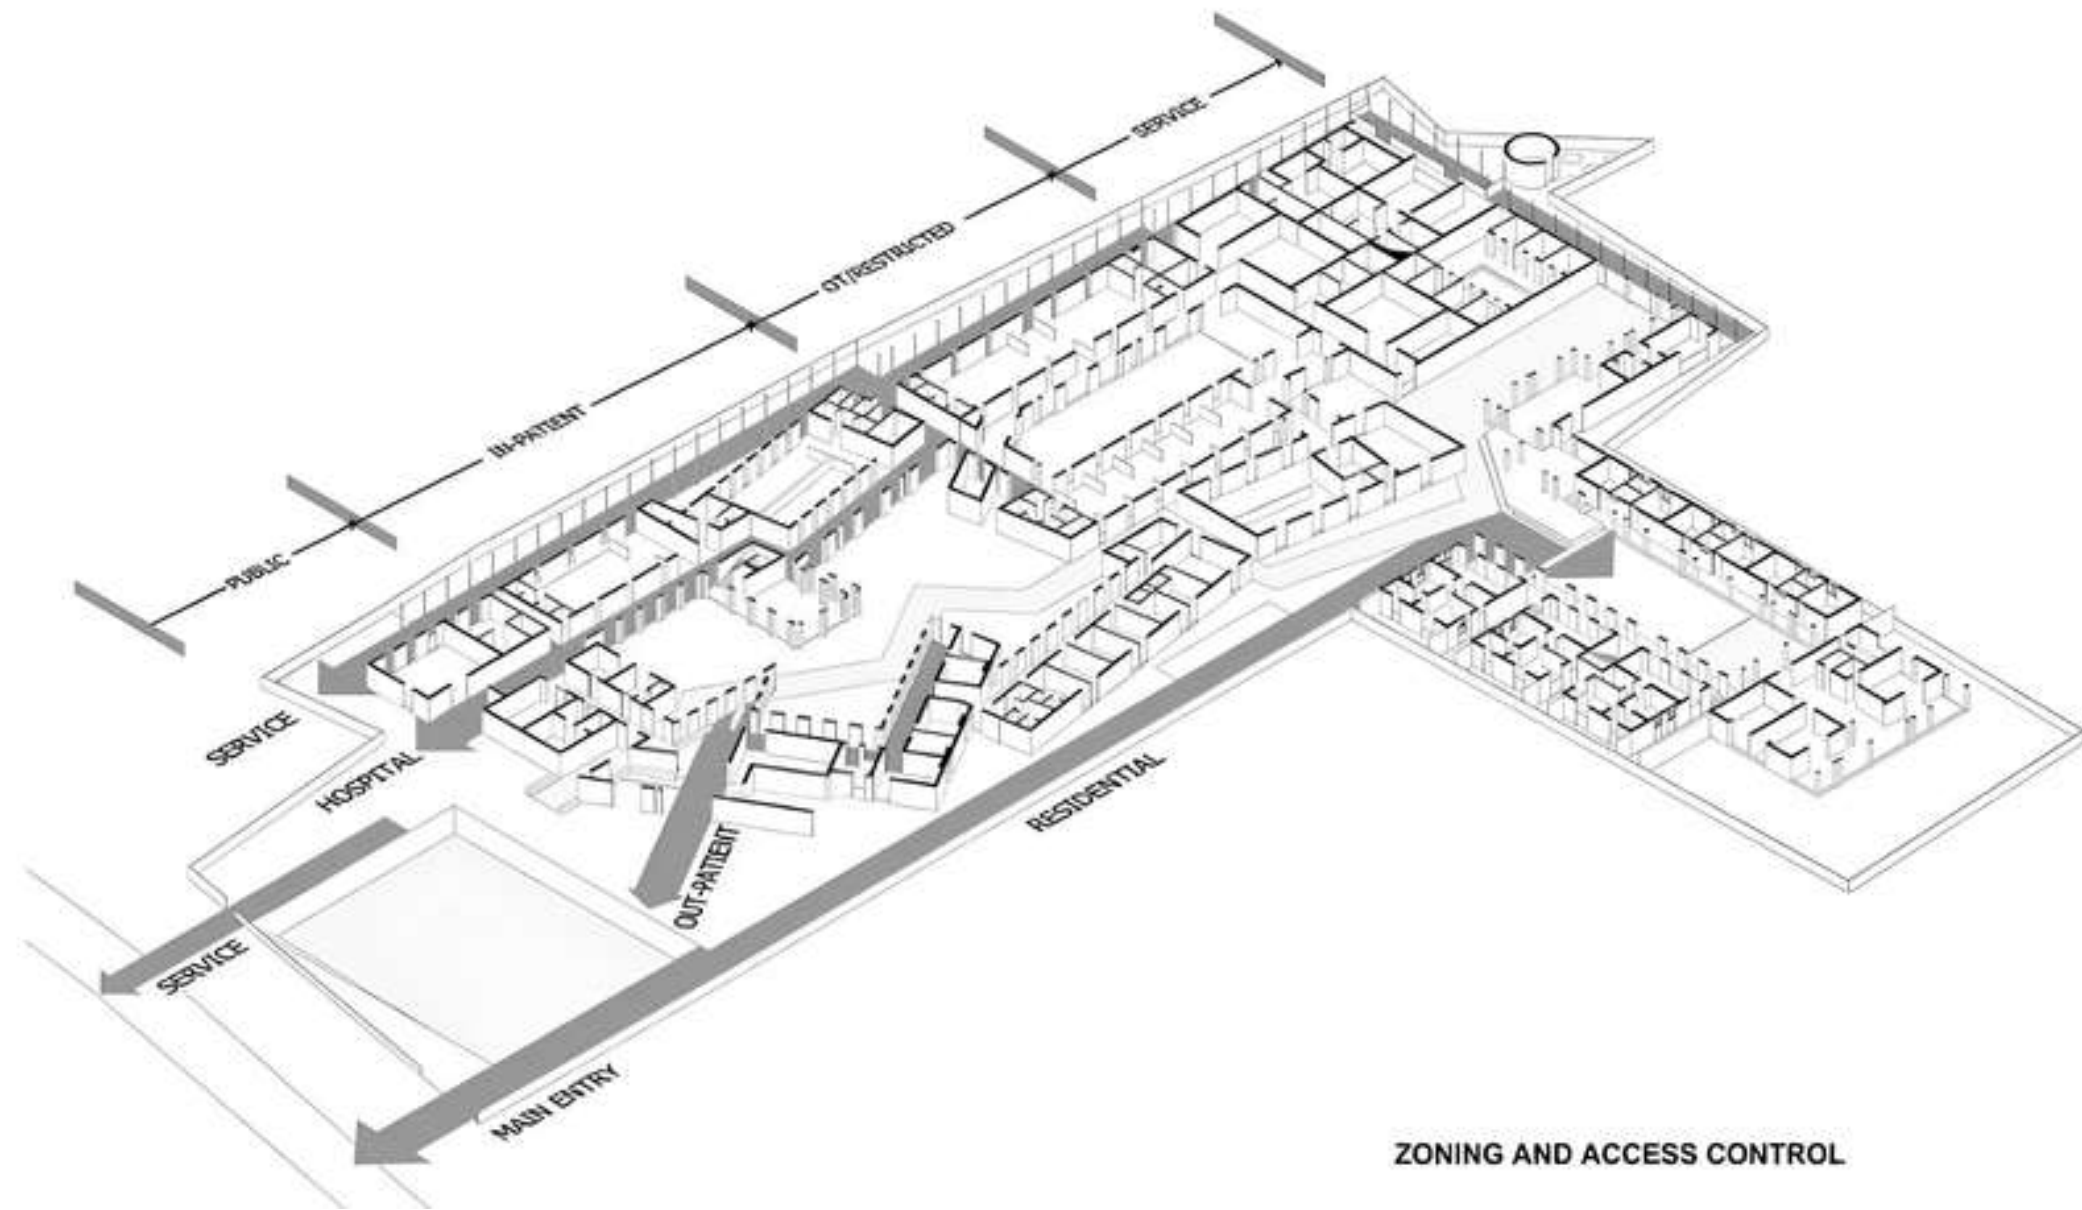 SERVICE
OT/RESTRICTED
IN-PATIENT
PUBLIC
SERVICE
HOSPITAL
OUT-PATIENT
RESIDENTIAL
SERVICE
MAIN ENTRY
ZONING AND ACCESS CONTROL